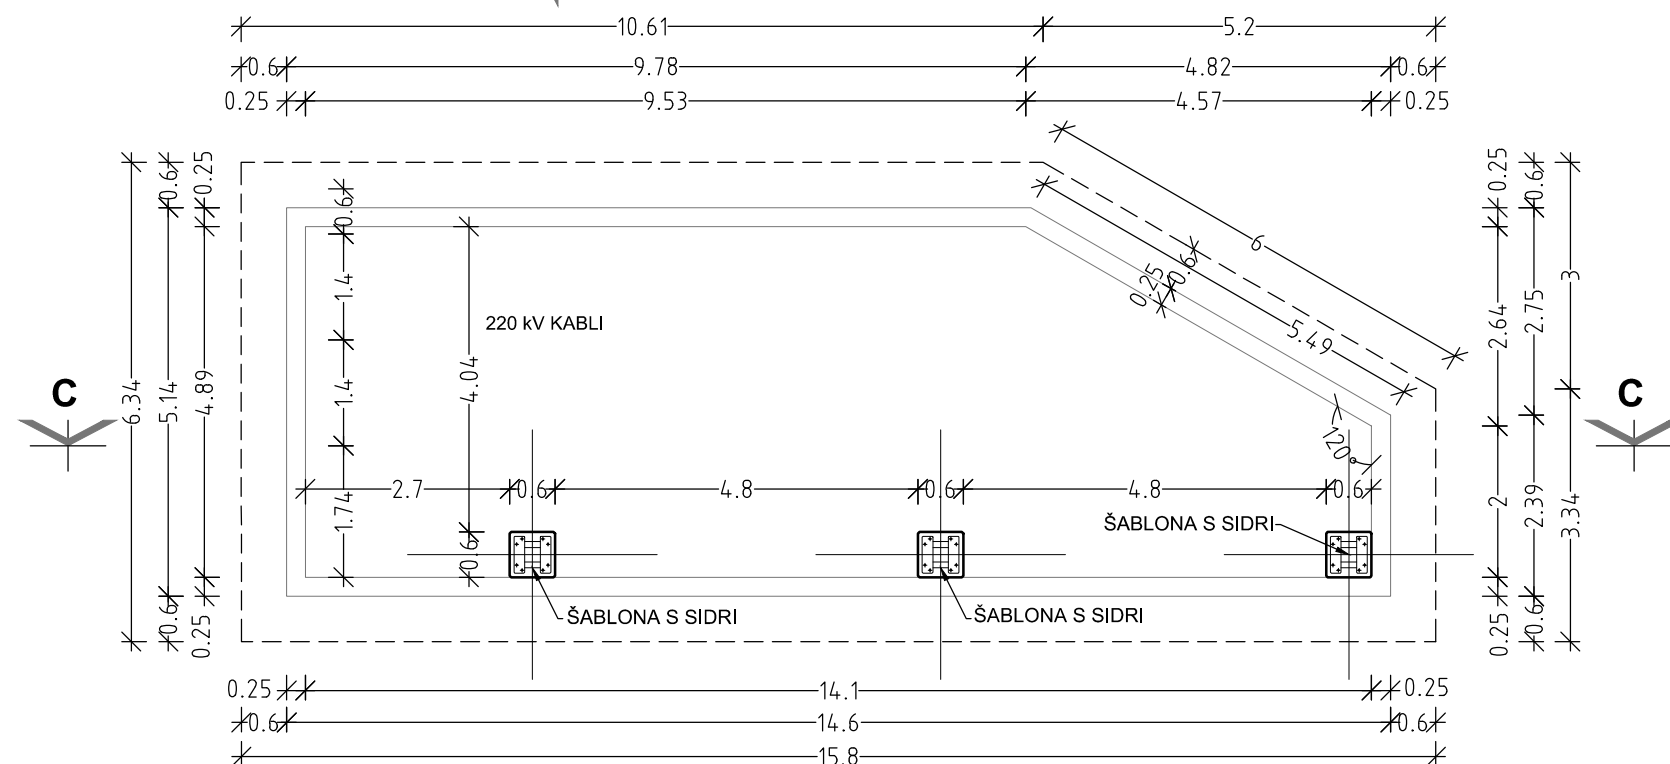 10.61 5.2
0.6 9.78 4.82 0.6
0.25 9.53 4.57 0.25
6.34
0.6 5.14 0.6
0.25 4.89 0.25
0.6 1.4 1.4 1.74
4.04 0.6
220 kV KABLI
6
0.25 0.6
5.49
120°
0.25 2.64 2 0.25
0.6 2.75 2.39 0.6
3 3.34
C C
2.7 0.6 4.8 0.6 4.8 0.6
ŠABLONA S SIDRI
ŠABLONA S SIDRI
ŠABLONA S SIDRI
0.25 14.1 0.25
0.6 14.6 0.6
15.8